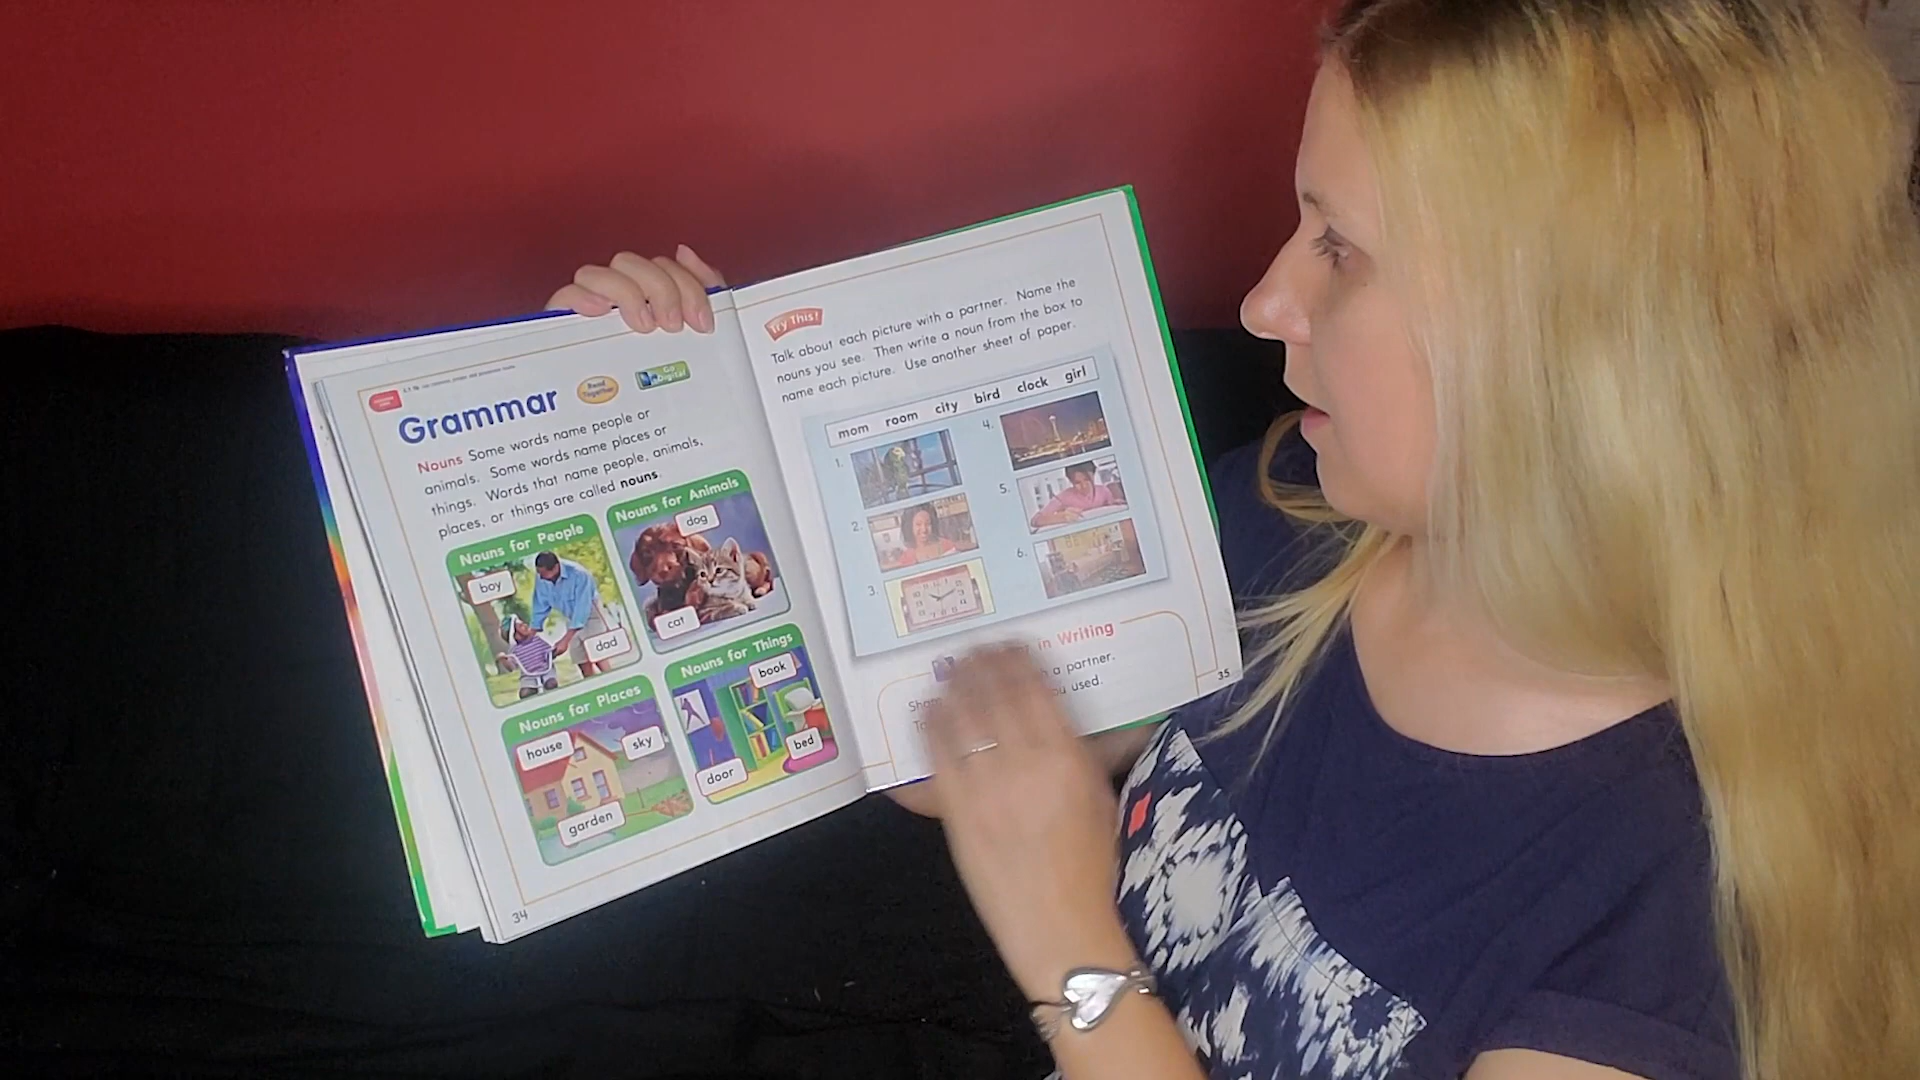 Grammar
Read
Together
Go
Digital
Nouns Some words name people or
animals. Some words name places or
things. Words that name people, animals,
places, or things are called nouns.
Nouns for People
boy
dad
Nouns for Animals
dog
cat
Nouns for Places
house
sky
garden
Nouns for Things
book
door
bed
34
Try This!
Talk about each picture with a partner. Name the
nouns you see. Then write a noun from the box to
name each picture. Use another sheet of paper.
mom room city bird clock girl
1.
2.
3.
4.
5.
6.
in Writing
a partner.
used.
35